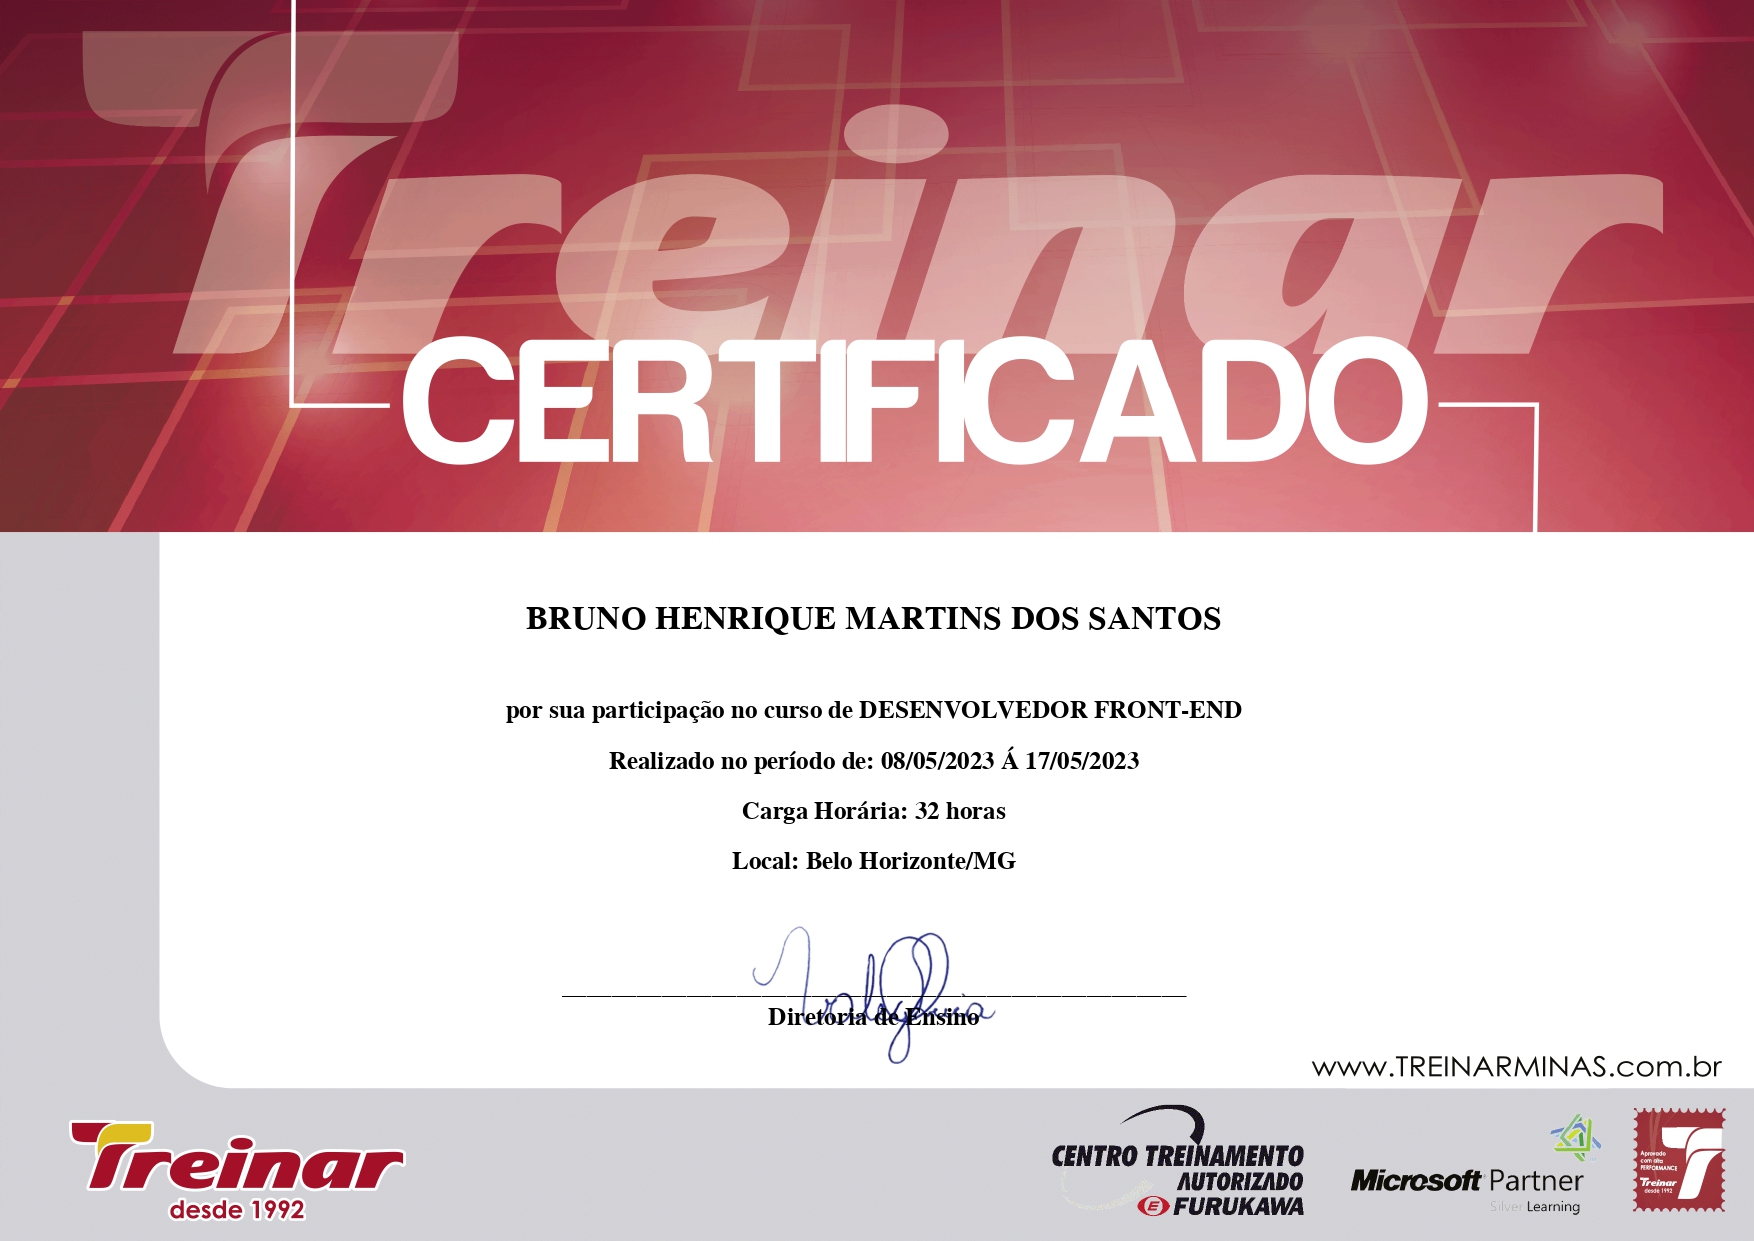 Treinar
CERTIFICADO
BRUNO HENRIQUE MARTINS DOS SANTOS
por sua participação no curso de DESENVOLVEDOR FRONT-END
Realizado no período de: 08/05/2023 Á 17/05/2023
Carga Horária: 32 horas
Local: Belo Horizonte/MG
Diretoria de Ensino
www.TREINARMINAS.com.br
Treinar
desde 1992
CENTRO TREINAMENTO
AUTORIZADO
FURUKAWA
Microsoft Partner
Silver Learning
Aprovado
com alta
PERFORMANCE
Treinar
desde 1992